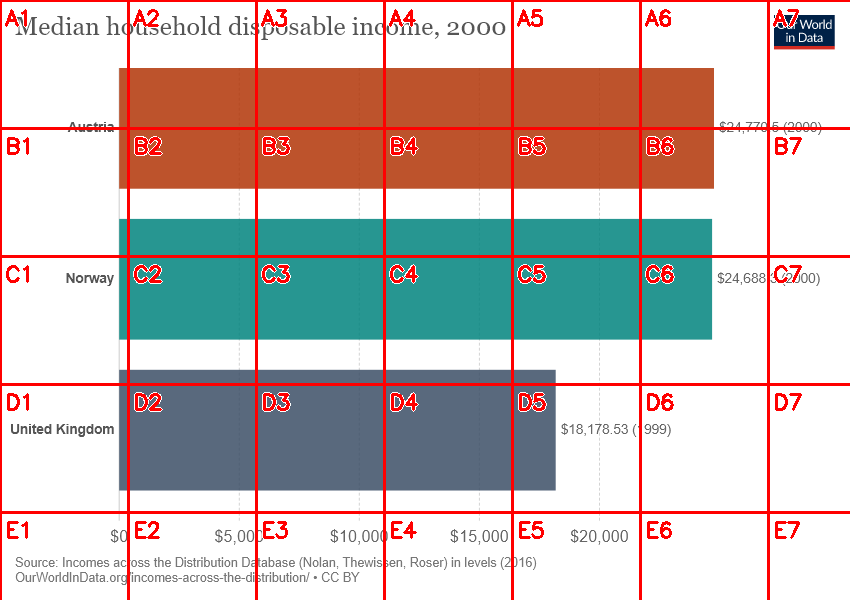 Median household disposable income, 2000
Our World
in Data
Austria
$24,770.5 (2000)
Norway
$24,688.3 (2000)
United Kingdom
$18,178.53 (1999)
$0
$5,000
$10,000
$15,000
$20,000
Source: Incomes across the Distribution Database (Nolan, Thewissen, Roser) in levels (2016)
OurWorldInData.org/incomes-across-the-distribution/ • CC BY
A1 A2 A3 A4 A5 A6 A7
B1 B2 B3 B4 B5 B6 B7
C1 C2 C3 C4 C5 C6 C7
D1 D2 D3 D4 D5 D6 D7
E1 E2 E3 E4 E5 E6 E7